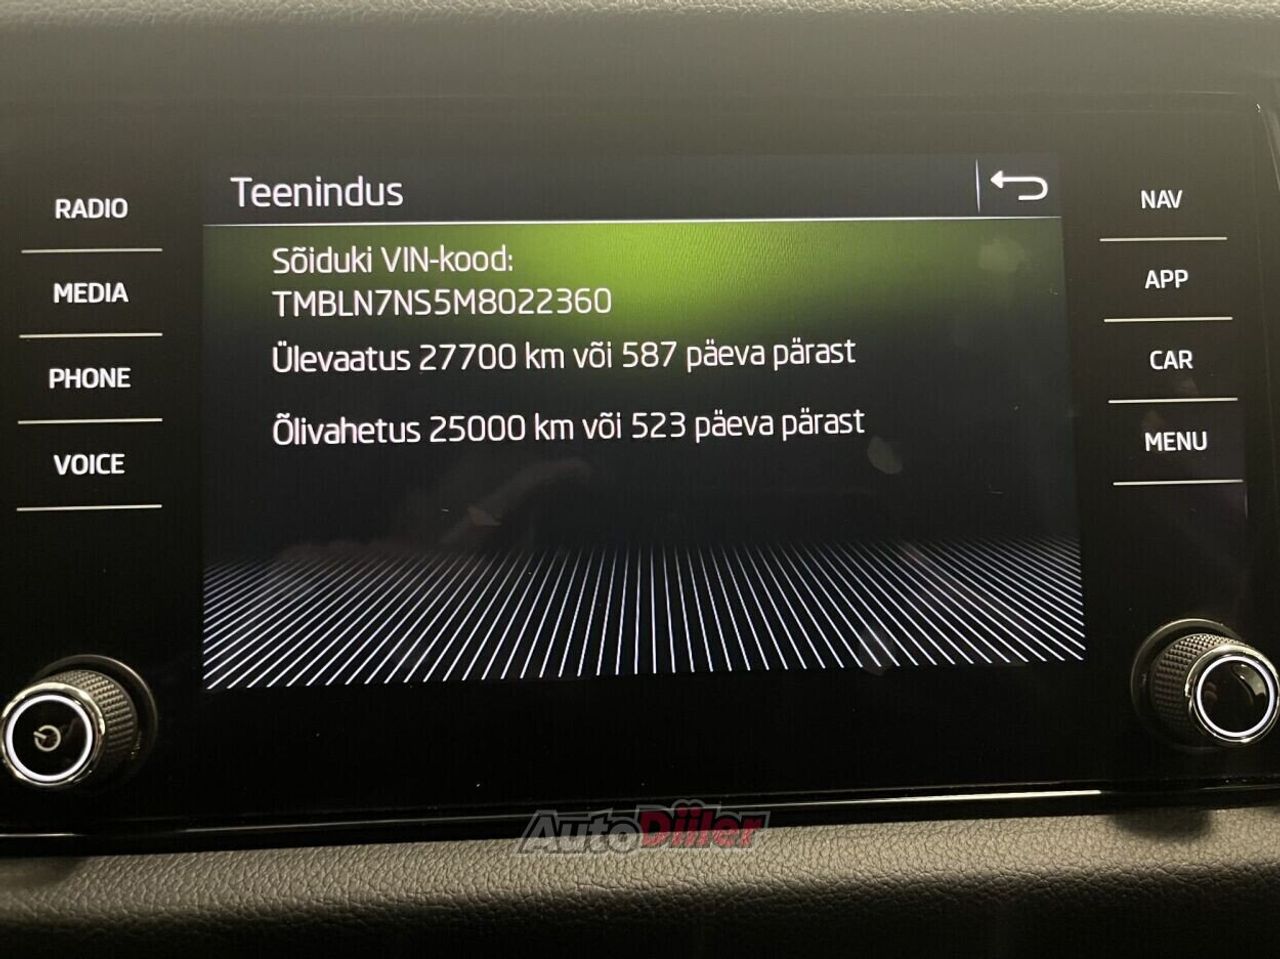 Teenindus
RADIO
MEDIA
PHONE
VOICE
Sõiduki VIN-kood:
TMBLN7NS5M8022360
Ülevaatus 27700 km või 587 päeva pärast
Õlivahetus 25000 km või 523 päeva pärast
NAV
APP
CAR
MENU
AutoDiiler